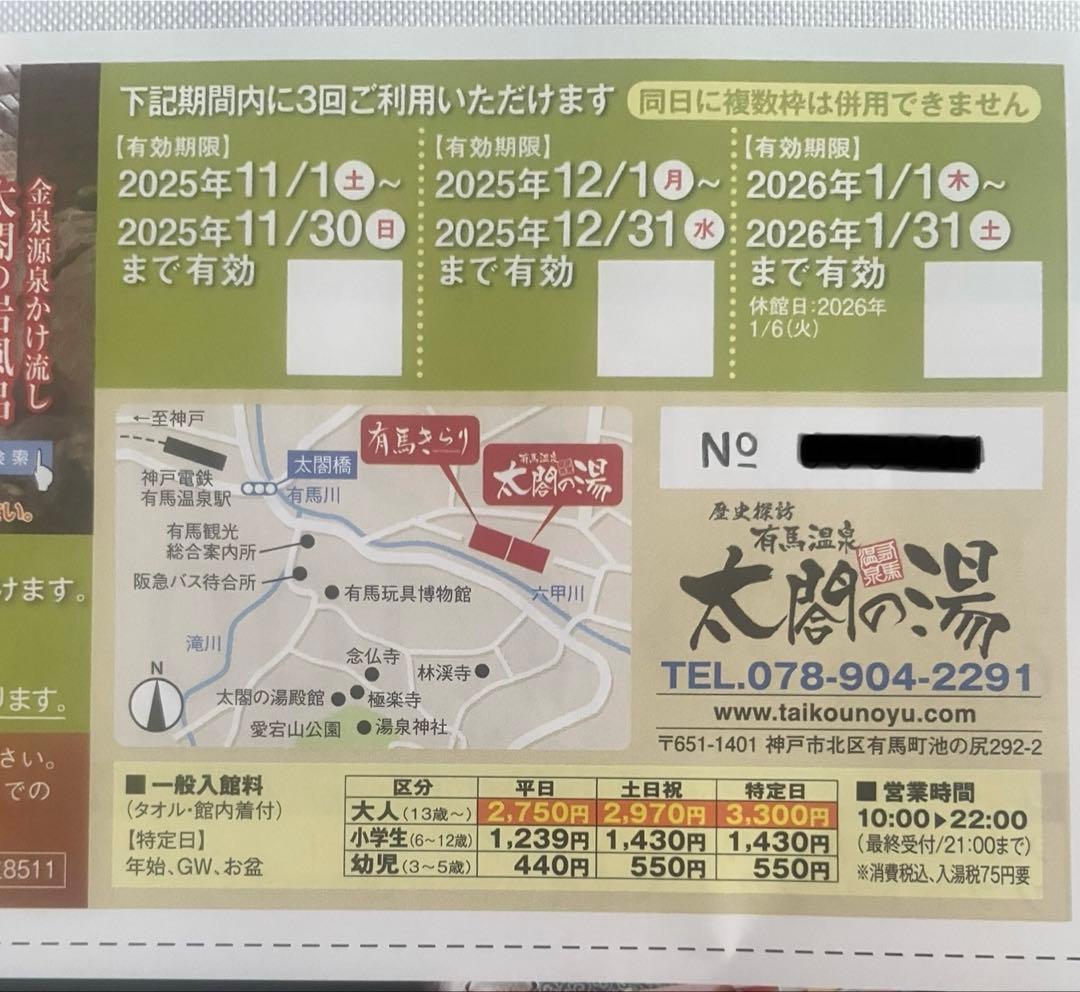 下記期間内に3回ご利用いただけます
同日に複数枠は併用できません
【有効期限】
2025年11/1土~
2025年11/30日
まで有効
【有効期限】
2025年12/1月~
2025年12/31水
まで有効
【有効期限】
2026年1/1木~
2026年1/31土
まで有効
休館日:2026年
1/6(火)
金泉源泉かけ流し
太閤の岩風呂
検索
さい。
けます。
ります。
さい。
での
8511
←至神戸
神戸電鉄
有馬温泉駅
太閤橋
有馬川
有馬きらり
有馬温泉
太閤の湯
有馬観光
総合案内所
阪急バス待合所
有馬玩具博物館
六甲川
滝川
念仏寺
林渓寺
太閤の湯殿館
極楽寺
愛宕山公園
湯泉神社
N
Nº
歴史探訪
有馬温泉
有馬温泉
太閤の湯
TEL.078-904-2291
www.taikounoyu.com
〒651-1401 神戸市北区有馬町池の尻292-2
■一般入館料
(タオル・館内着付)
【特定日】
年始、GW、お盆
区分 平日 土日祝 特定日
大人(13歳~) 2,750円 2,970円 3,300円
小学生(6~12歳) 1,239円 1,430円 1,430円
幼児(3~5歳) 440円 550円 550円
■営業時間
10:00▶22:00
(最終受付/21:00まで)
※消費税込、入湯税75円要